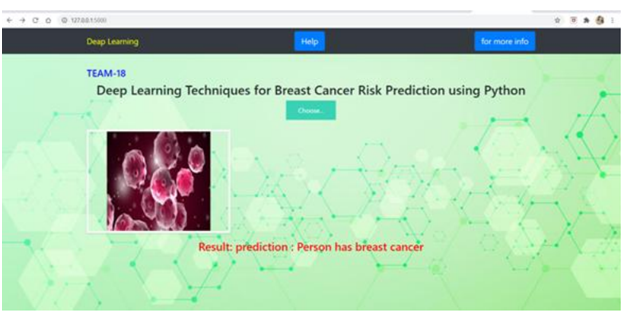 127.0.0.1:5000
Deap Learning
Help
for more info
TEAM-18
Deep Learning Techniques for Breast Cancer Risk Prediction using Python
Choose..
Result: prediction : Person has breast cancer